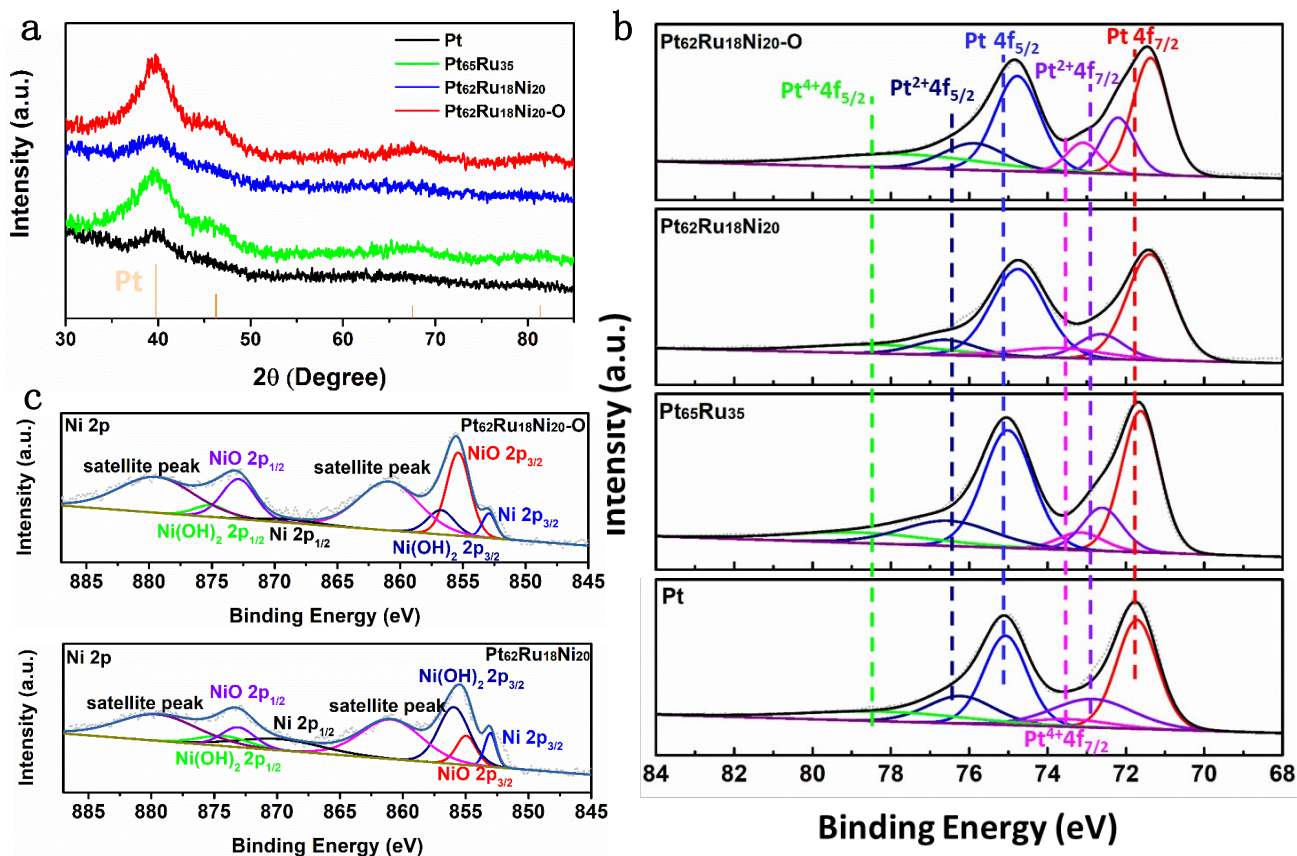 a
Intensity (a.u.)
Pt
Pt65Ru35
Pt62Ru18Ni20
Pt62Ru18Ni20-O
Pt
30 40 50 60 70 80
2θ (Degree)
b
Intensity (a.u.)
Pt62Ru18Ni20-O
Pt 4f5/2
Pt 4f7/2
Pt4+4f5/2
Pt2+4f5/2
Pt2+4f7/2
Pt62Ru18Ni20
Pt65Ru35
Pt
Pt4+4f7/2
84 80 78 76 74 72 70 68
Binding Energy (eV)
c
Intensity (a.u.)
Ni 2p
Pt62Ru18Ni20-O
satellite peak
NiO 2p1/2
satellite peak
NiO 2p3/2
Ni(OH)2 2p1/2
Ni 2p1/2
Ni(OH)2 2p3/2
Ni 2p3/2
885 880 875 870 865 860 855 850 845
Binding Energy (eV)
Intensity (a.u.)
Ni 2p
Pt62Ru18Ni20
satellite peak
NiO 2p1/2
Ni 2p1/2
satellite peak
Ni(OH)2 2p3/2
Ni 2p3/2
Ni(OH)2 2p1/2
NiO 2p3/2
885 880 875 870 865 860 855 850 845
Binding Energy (eV)